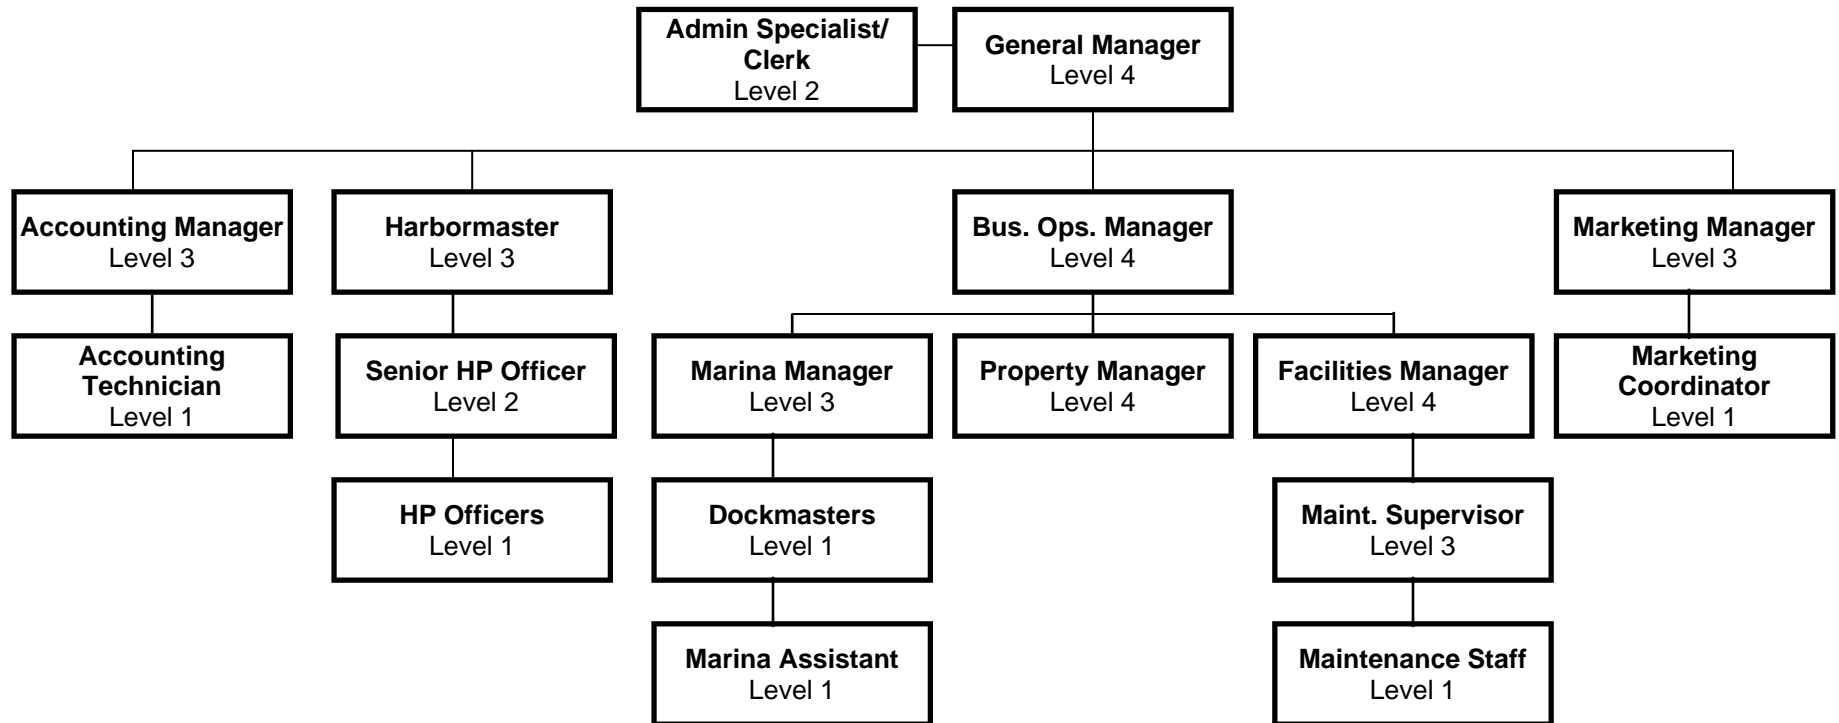 Admin Specialist/
Clerk
Level 2
General Manager
Level 4
Accounting Manager
Level 3
Harbormaster
Level 3
Bus. Ops. Manager
Level 4
Marketing Manager
Level 3
Accounting
Technician
Level 1
Senior HP Officer
Level 2
Marina Manager
Level 3
Property Manager
Level 4
Facilities Manager
Level 4
Marketing
Coordinator
Level 1
HP Officers
Level 1
Dockmasters
Level 1
Maint. Supervisor
Level 3
Marina Assistant
Level 1
Maintenance Staff
Level 1